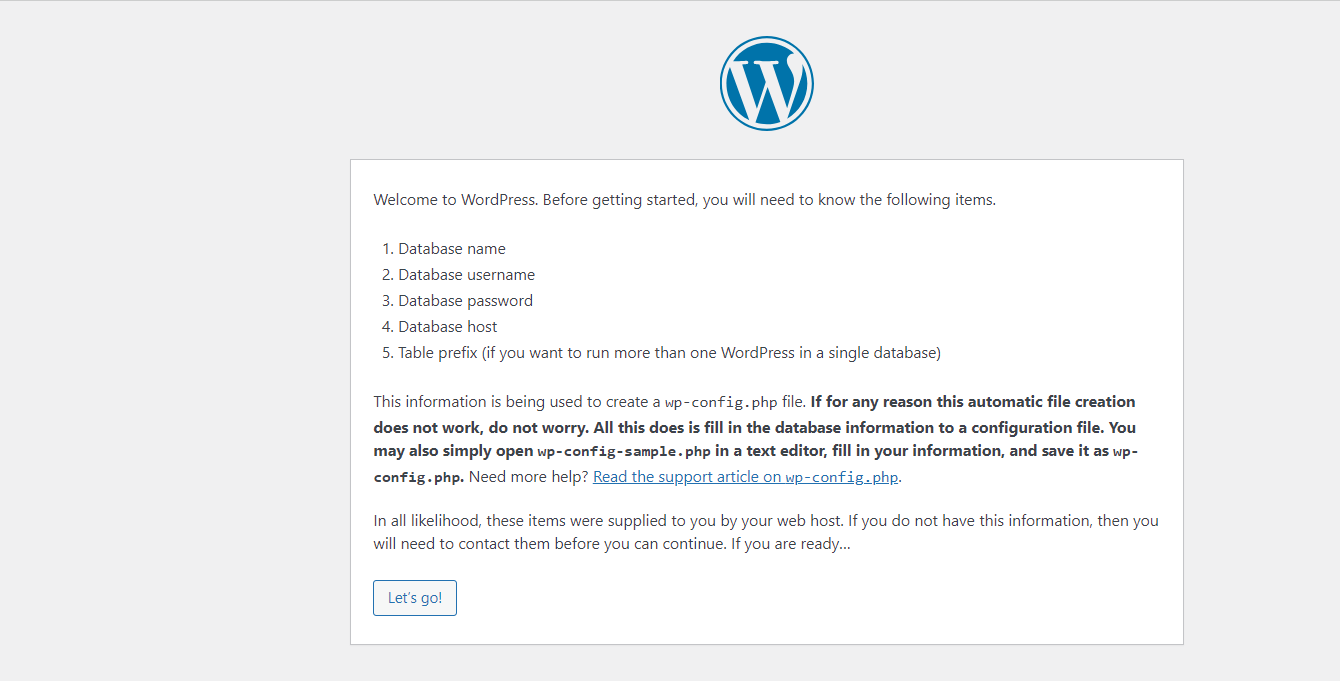 W
Welcome to WordPress. Before getting started, you will need to know the following items.
1. Database name
2. Database username
3. Database password
4. Database host
5. Table prefix (if you want to run more than one WordPress in a single database)
This information is being used to create a wp-config.php file. If for any reason this automatic file creation
does not work, do not worry. All this does is fill in the database information to a configuration file. You
may also simply open wp-config-sample.php in a text editor, fill in your information, and save it as wp-
config.php. Need more help? Read the support article on wp-config.php.
In all likelihood, these items were supplied to you by your web host. If you do not have this information, then you
will need to contact them before you can continue. If you are ready…
Let’s go!